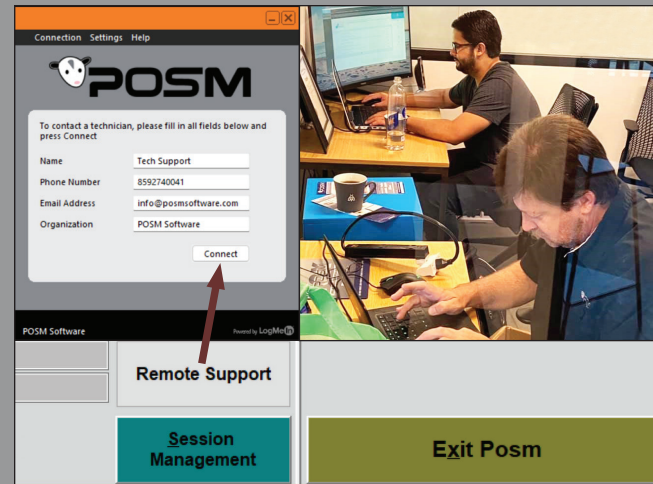 Connection Settings Help
POSM
To contact a technician, please fill in all fields below and
press Connect
Name Tech Support
Phone Number 8592740041
Email Address info@posmsoftware.com
Organization POSM Software
Connect
POSM Software Powered by LogMeIn
Remote Support
Session
Management
Exit Posm